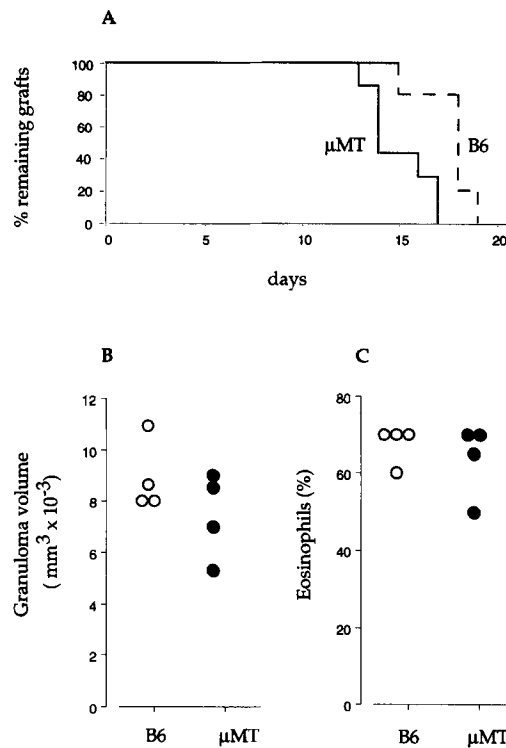 A
% remaining grafts
100
80
60
40
20
0
µMT
B6
0 5 10 15 20
days
B
Granuloma volume
( mm³ x 10⁻³)
12
10
8
6
4
2
0
B6 µMT
C
Eosinophils (%)
80
60
40
20
0
B6 µMT